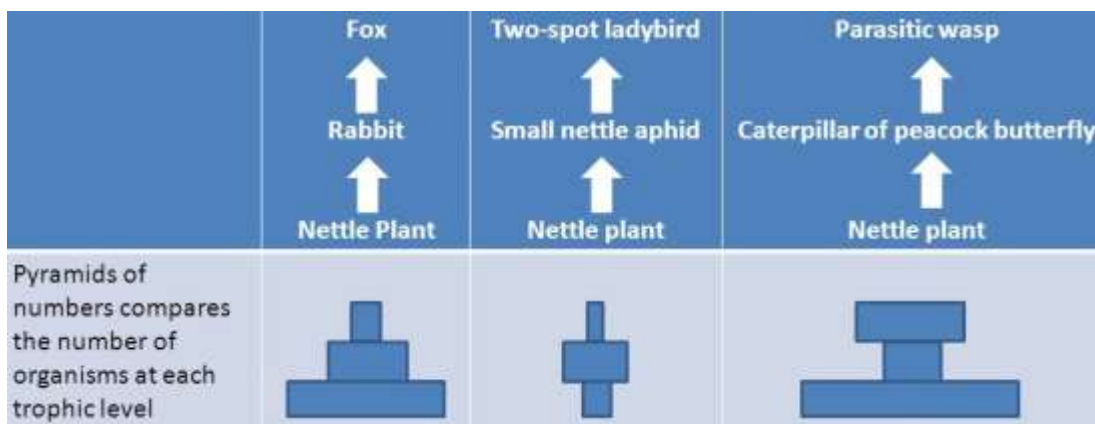 Fox
Two-spot ladybird
Parasitic wasp
Rabbit
Small nettle aphid
Caterpillar of peacock butterfly
Nettle Plant
Nettle plant
Nettle plant
Pyramids of
numbers compares
the number of
organisms at each
trophic level